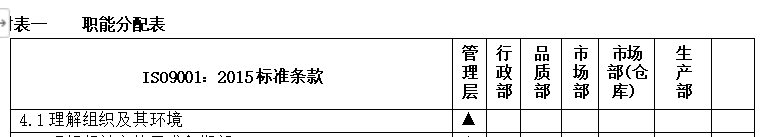 附表一 职能分配表
ISO9001：2015标准条款 管理层 行政部 品质部 市场部 市场部(仓库) 生产部
4.1理解组织及其环境 ▲